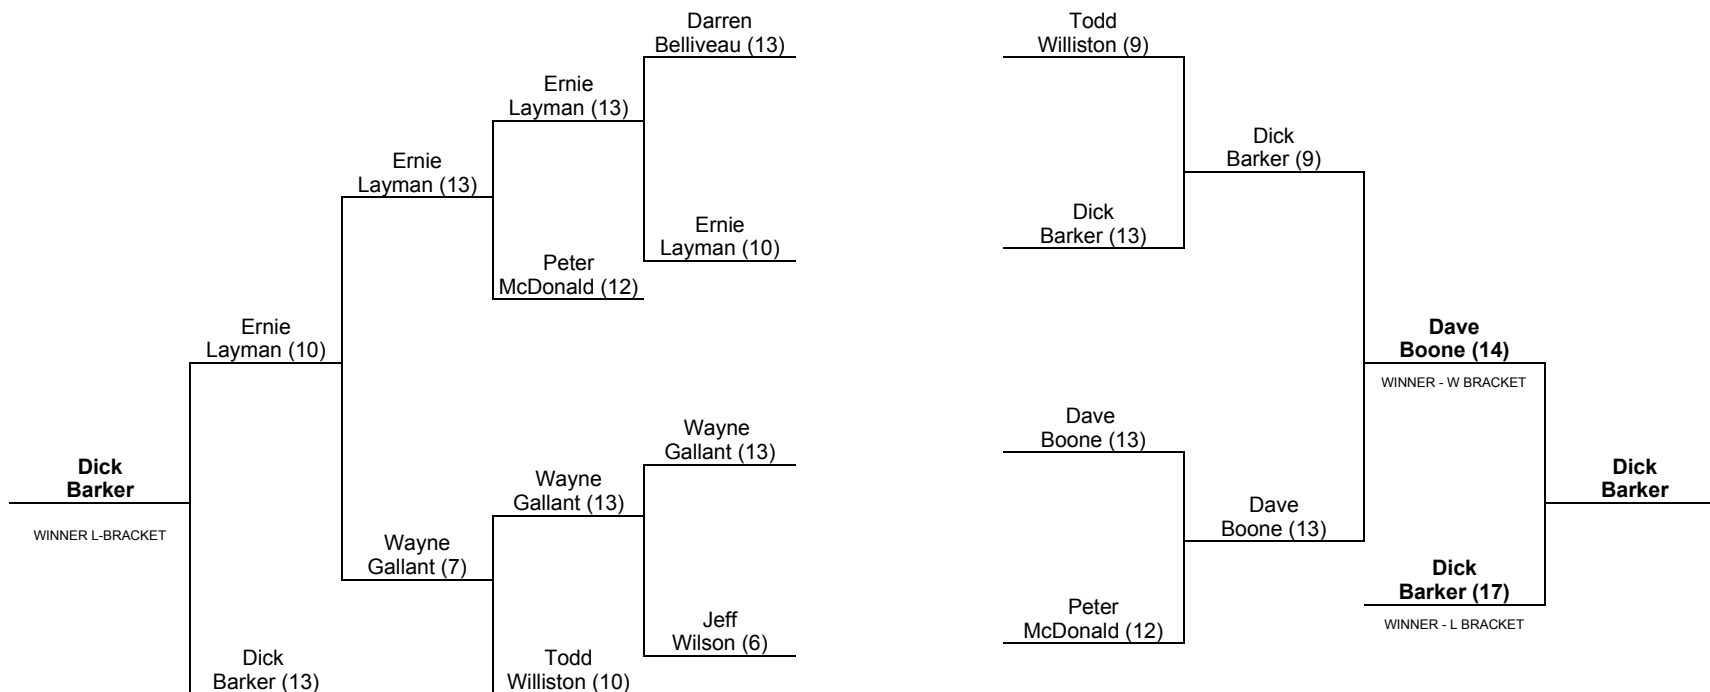 Darren
Belliveau (13)
Todd
Williston (9)
Ernie
Layman (13)
Dick
Barker (9)
Ernie
Layman (13)
Dick
Barker (13)
Ernie
Layman (10)
Peter
McDonald (12)
Ernie
Layman (10)
Dave
Boone (14)
WINNER - W BRACKET
Dave
Boone (13)
Wayne
Gallant (13)
Dick
Barker
WINNER L-BRACKET
Wayne
Gallant (13)
Dick
Barker
Dave
Boone (13)
Wayne
Gallant (7)
Dick
Barker (17)
WINNER - L BRACKET
Peter
McDonald (12)
Jeff
Wilson (6)
Dick
Barker (13)
Todd
Williston (10)